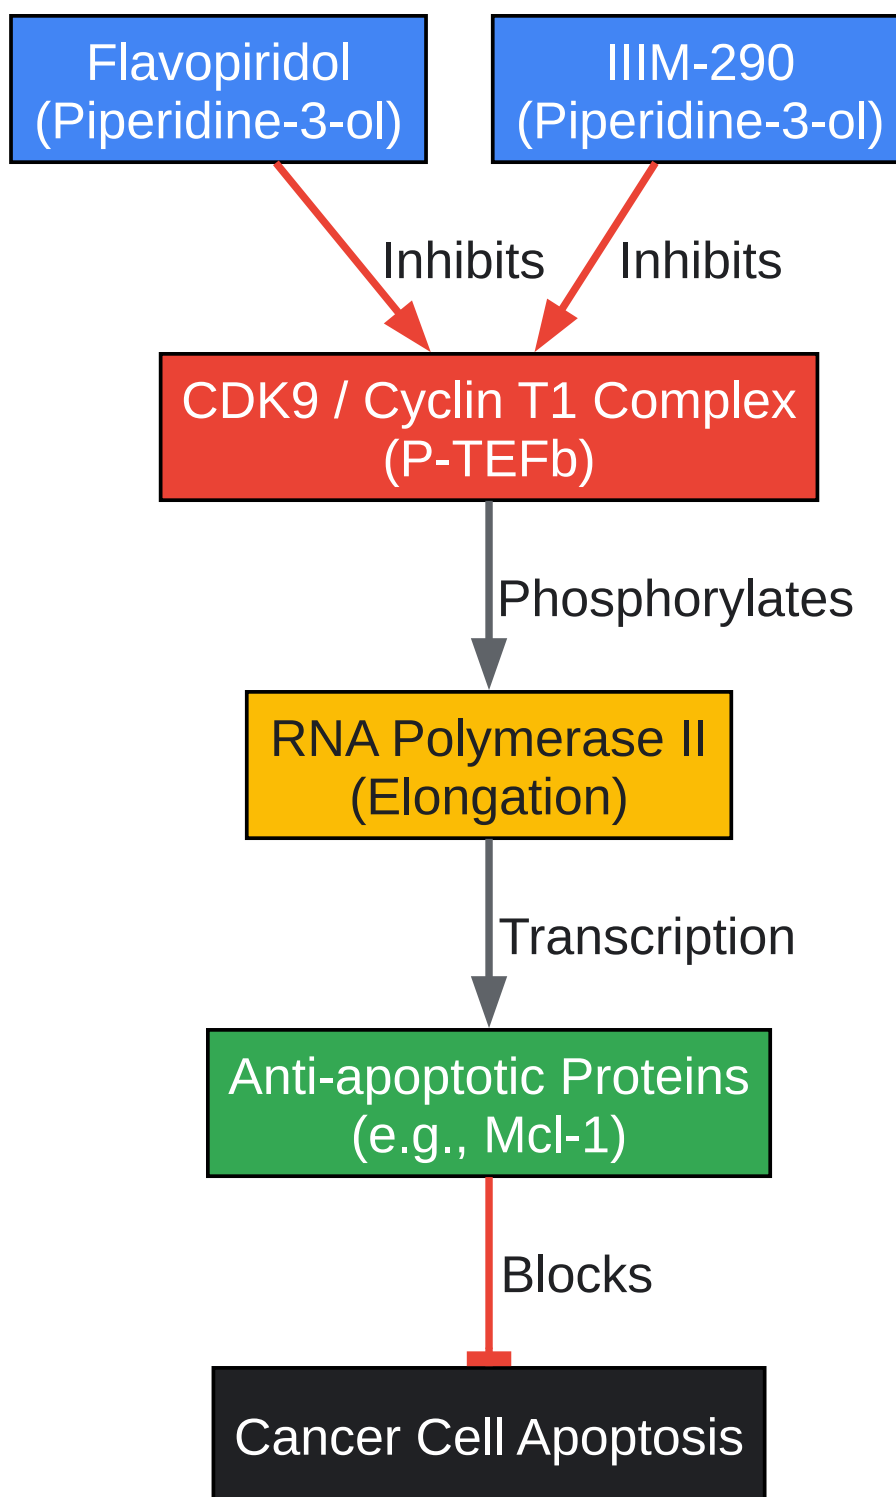 Flavopiridol
(Piperidine-3-ol)
IIIM-290
(Piperidine-3-ol)
Inhibits
Inhibits
CDK9 / Cyclin T1 Complex
(P-TEFb)
Phosphorylates
RNA Polymerase II
(Elongation)
Transcription
Anti-apoptotic Proteins
(e.g., Mcl-1)
Blocks
Cancer Cell Apoptosis